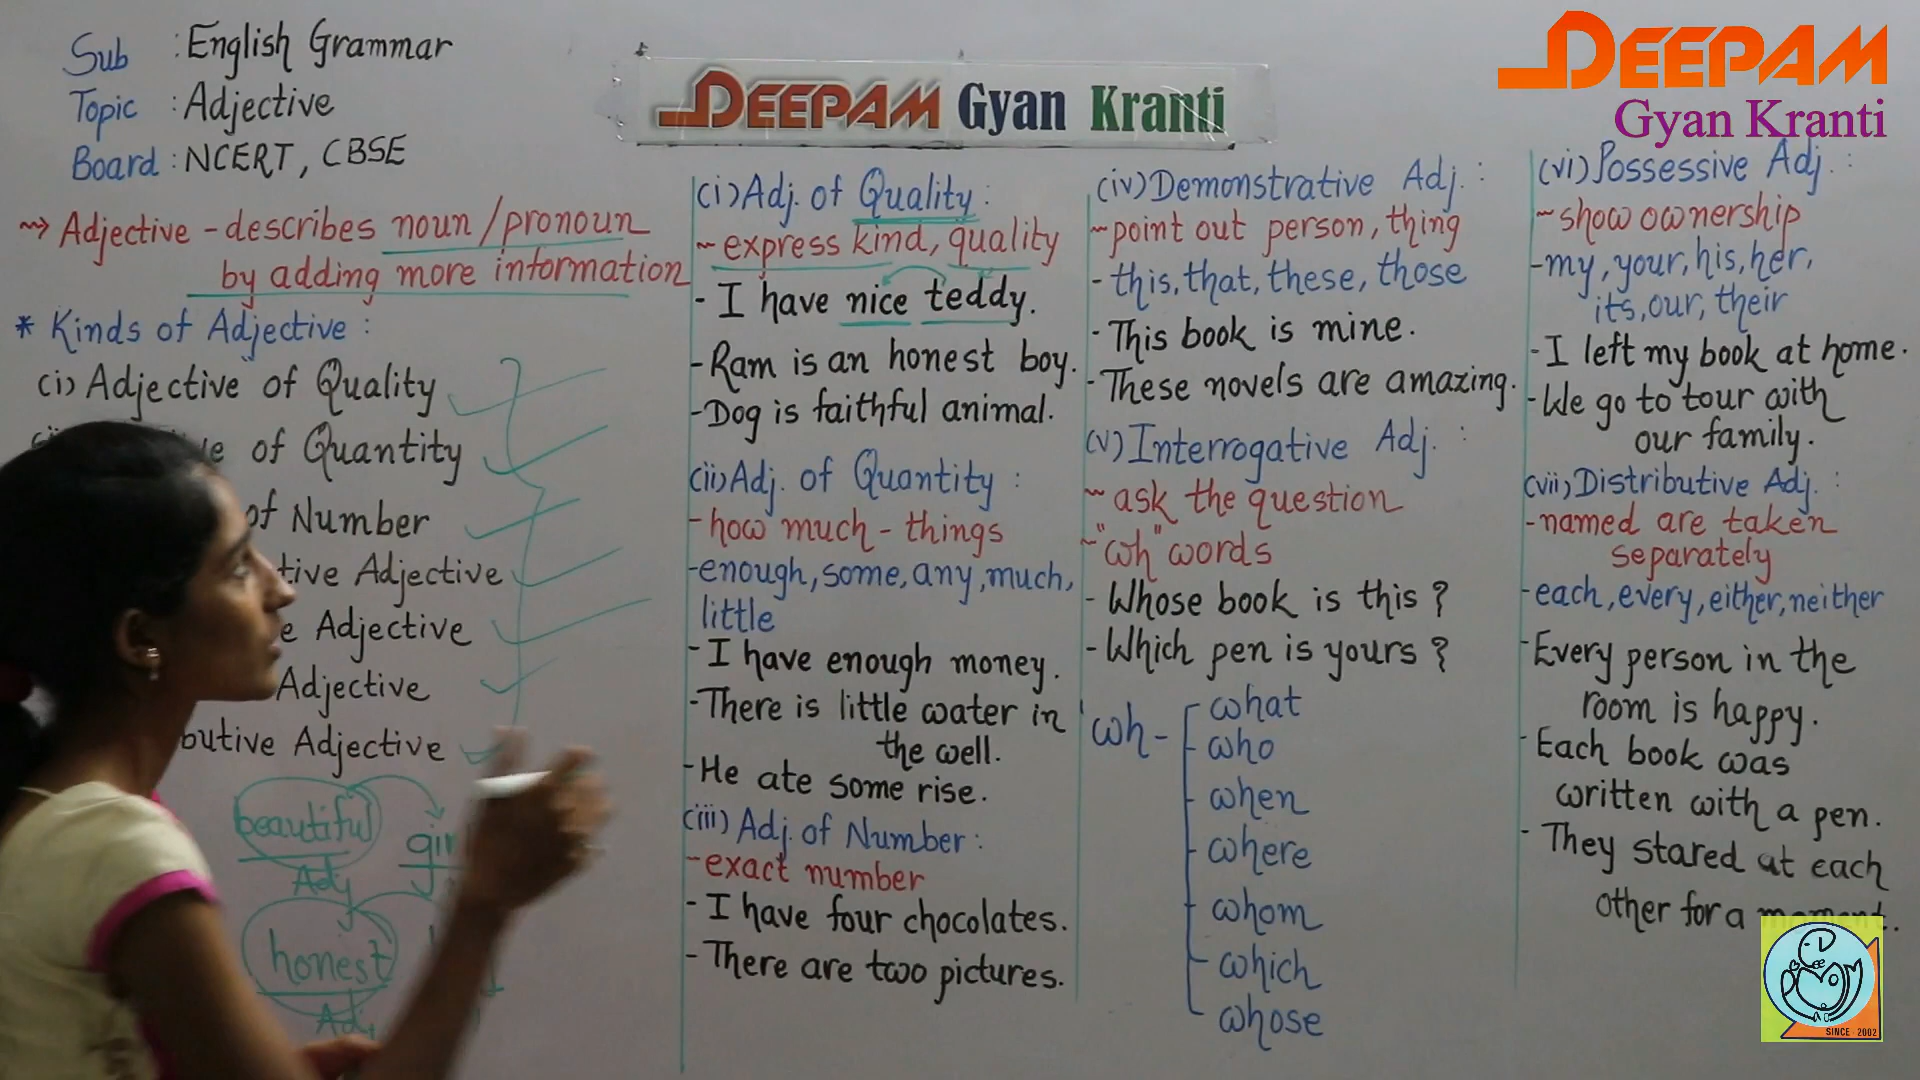 Sub : English Grammar
Topic : Adjective
Board : NCERT, CBSE
DEEPAM Gyan Kranti
DEEPAM
Gyan Kranti
~> Adjective - describes noun / pronoun
by adding more information
* Kinds of Adjective :
(i) Adjective of Quality
of Quantity
of Number
Adjective
Adjective
Adjective
Adjective
beautiful
Adj
honest
Adj
(i) Adj. of Quality :
~ express kind, quality
- I have nice teddy.
- Ram is an honest boy.
- Dog is faithful animal.
(ii) Adj. of Quantity :
- how much - things
- enough, some, any, much,
little
- I have enough money.
- There is little water in
the well.
- He ate some rise.
(iii) Adj. of Number :
~ exact number
- I have four chocolates.
- There are two pictures.
(iv) Demonstrative Adj. :
~ point out person, thing
- this, that, these, those
- This book is mine.
- These novels are amazing.
(v) Interrogative Adj. :
~ ask the question
~ "wh" words
- Whose book is this ?
- Which pen is yours ?
wh -
what
who
when
where
whom
which
whose
(vi) Possessive Adj. :
~ show ownership
- my, your, his, her,
its, our, their
- I left my book at home.
- We go to tour with
our family.
(vii) Distributive Adj. :
- named are taken
separately
- each, every, either, neither
- Every person in the
room is happy.
- Each book was
written with a pen.
- They stared at each
other for a moment.
SINCE - 2002